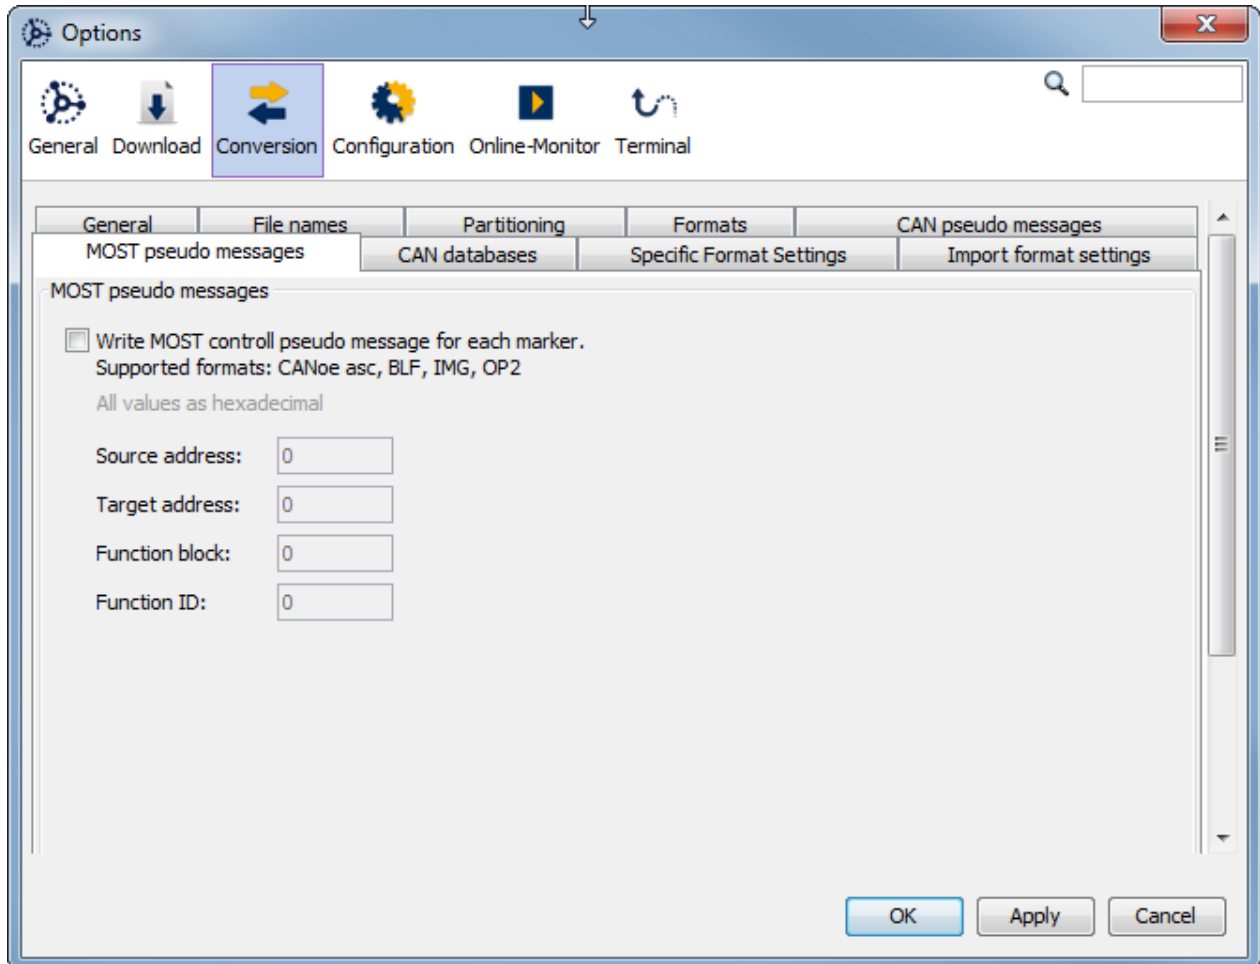 Options
General Download Conversion Configuration Online-Monitor Terminal
General File names Partitioning Formats CAN pseudo messages
MOST pseudo messages CAN databases Specific Format Settings Import format settings
MOST pseudo messages
Write MOST controll pseudo message for each marker.
Supported formats: CANoe asc, BLF, IMG, OP2
All values as hexadecimal
Source address: 0
Target address: 0
Function block: 0
Function ID: 0
OK Apply Cancel